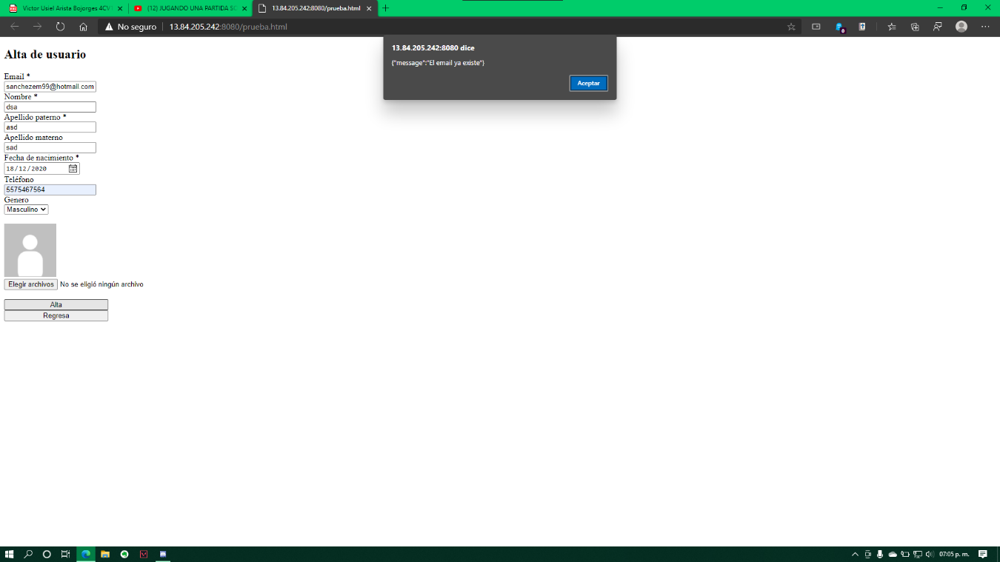 Victor Usiel Arista Bojorges 4CV
(12) JUGANDO UNA PARTIDA SO
13.84.205.242:8080/prueba.html
No seguro
13.84.205.242:8080/prueba.html
0
13.84.205.242:8080 dice
{"message":"El email ya existe"}
Aceptar
Alta de usuario
Email *
sanchezem99@hotmail.com
Nombre *
dsa
Apellido paterno *
asd
Apellido materno
sad
Fecha de nacimiento *
18/12/2020
Teléfono
5575467564
Genero
Masculino
Elegir archivos No se eligió ningún archivo
Alta
Regresa
07:05 p. m.